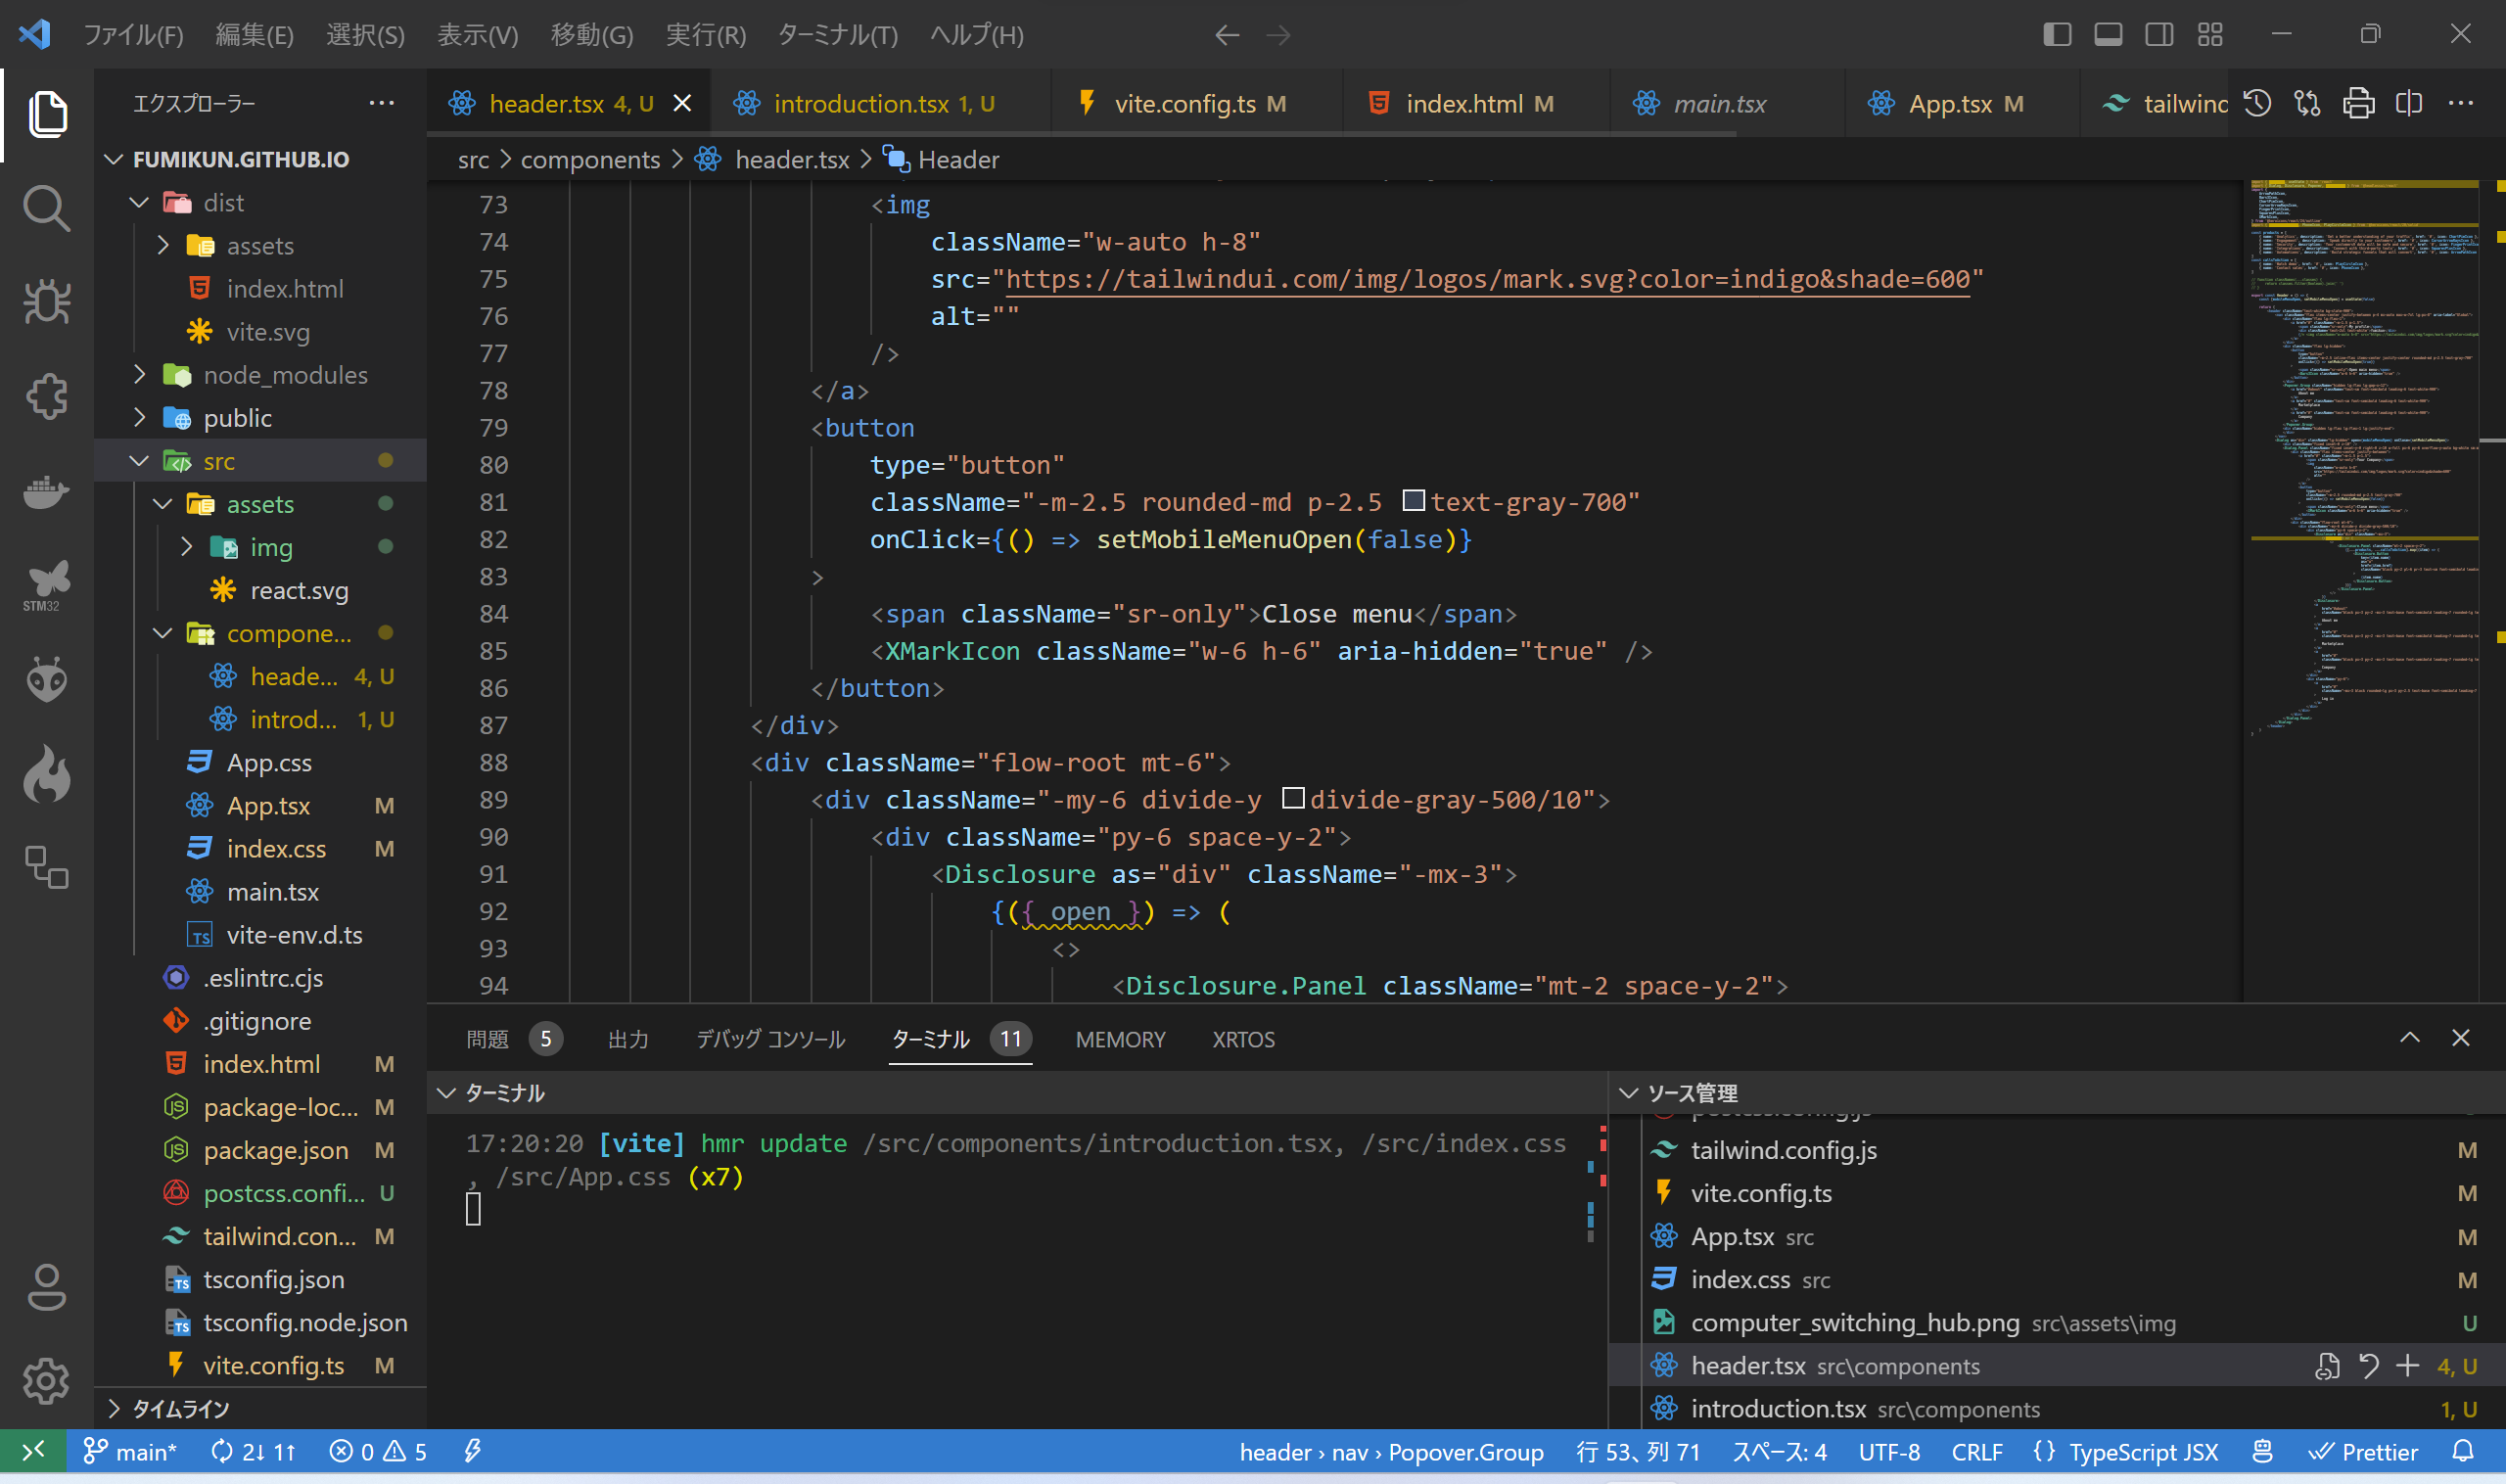 ファイル(F) 編集(E) 選択(S) 表示(V) 移動(G) 実行(R) ターミナル(T) ヘルプ(H)
エクスプローラー
header.tsx 4, U introduction.tsx 1, U vite.config.ts M index.html M main.tsx App.tsx M tailwind
src > components > header.tsx > Header
FUMIKUN.GITHUB.IO
dist
assets
index.html
vite.svg
node_modules
public
src
assets
img
react.svg
compone...
heade... 4, U
introd... 1, U
App.css
App.tsx M
index.css M
main.tsx
vite-env.d.ts
.eslintrc.cjs
.gitignore
index.html M
package-loc... M
package.json M
postcss.confi... U
tailwind.con... M
tsconfig.json
tsconfig.node.json
vite.config.ts M
タイムライン
STM32
73 <img
74 className="w-auto h-8"
75 src="https://tailwindui.com/img/logos/mark.svg?color=indigo&shade=600"
76 alt=""
77 />
78 </a>
79 <button
80 type="button"
81 className="-m-2.5 rounded-md p-2.5 text-gray-700"
82 onClick={() => setMobileMenuOpen(false)}
83 >
84 <span className="sr-only">Close menu</span>
85 <XMarkIcon className="w-6 h-6" aria-hidden="true" />
86 </button>
87 </div>
88 <div className="flow-root mt-6">
89 <div className="-my-6 divide-y divide-gray-500/10">
90 <div className="py-6 space-y-2">
91 <Disclosure as="div" className="-mx-3">
92 {({ open }) => (
93 <>
94 <Disclosure.Panel className="mt-2 space-y-2">
問題 5 出力 デバッグ コンソール ターミナル 11 MEMORY XRTOS
ターミナル
17:20:20 [vite] hmr update /src/components/introduction.tsx, /src/index.css
, /src/App.css (x7)
ソース管理
postcss.config.js
tailwind.config.js M
vite.config.ts M
App.tsx src M
index.css src M
computer_switching_hub.png src\assets\img U
header.tsx src\components 4, U
introduction.tsx src\components 1, U
main* 2↓ 1↑ 0 5 header › nav › Popover.Group 行 53、列 71 スペース: 4 UTF-8 CRLF {} TypeScript JSX Prettier